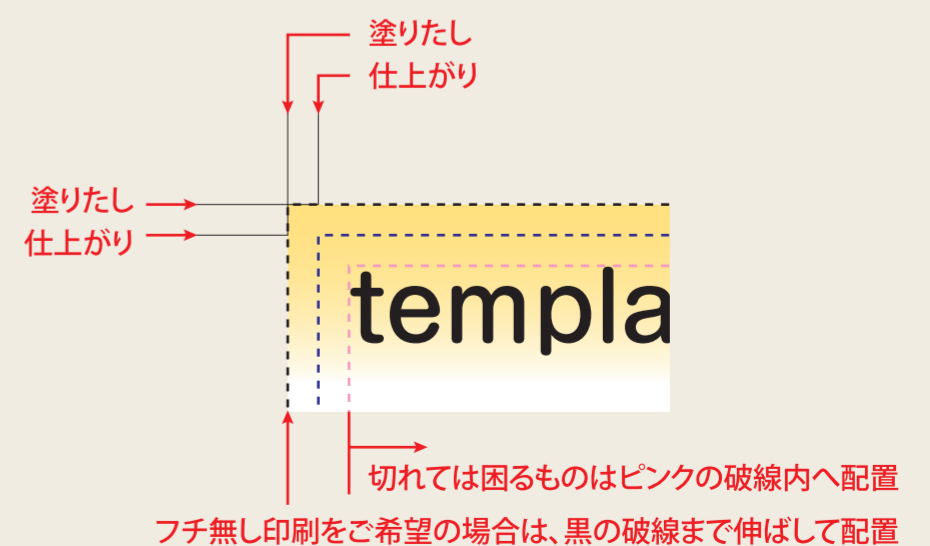 塗りたし
仕上がり
塗りたし
仕上がり
templa
切れては困るものはピンクの破線内へ配置
フチ無し印刷をご希望の場合は、黒の破線まで伸ばして配置